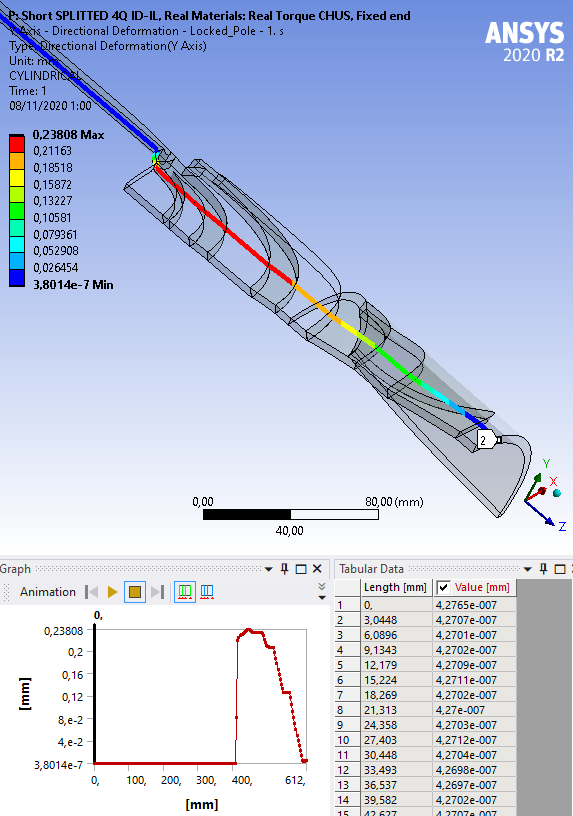 P: Short SPLITTED 4Q ID-IL, Real Materials: Real Torque CHUS, Fixed end
Y Axis - Directional Deformation - Locked_Pole - 1. s
Type: Directional Deformation(Y Axis)
Unit: mm
CYLINDRICAL
Time: 1
08/11/2020 1:00
ANSYS
2020 R2
0,23808 Max
0,21163
0,18518
0,15872
0,13227
0,10581
0,079361
0,052908
0,026454
3,8014e-7 Min
2
Y
X
Z
0,00
80,00 (mm)
40,00
Graph
Animation
0,
0,23808
0,2
0,16
0,12
8,e-2
4,e-2
3,8014e-7
[mm]
0,
100,
200,
300,
400,
612,
[mm]
Tabular Data
Length [mm] Value [mm]
1 0, 4,2765e-007
2 3,0448 4,2707e-007
3 6,0896 4,2701e-007
4 9,1343 4,2702e-007
5 12,179 4,2709e-007
6 15,224 4,2711e-007
7 18,269 4,2702e-007
8 21,313 4,27e-007
9 24,358 4,2703e-007
10 27,403 4,2712e-007
11 30,448 4,2704e-007
12 33,493 4,2698e-007
13 36,537 4,2697e-007
14 39,582 4,2702e-007
15 42,627 4,2707e-007